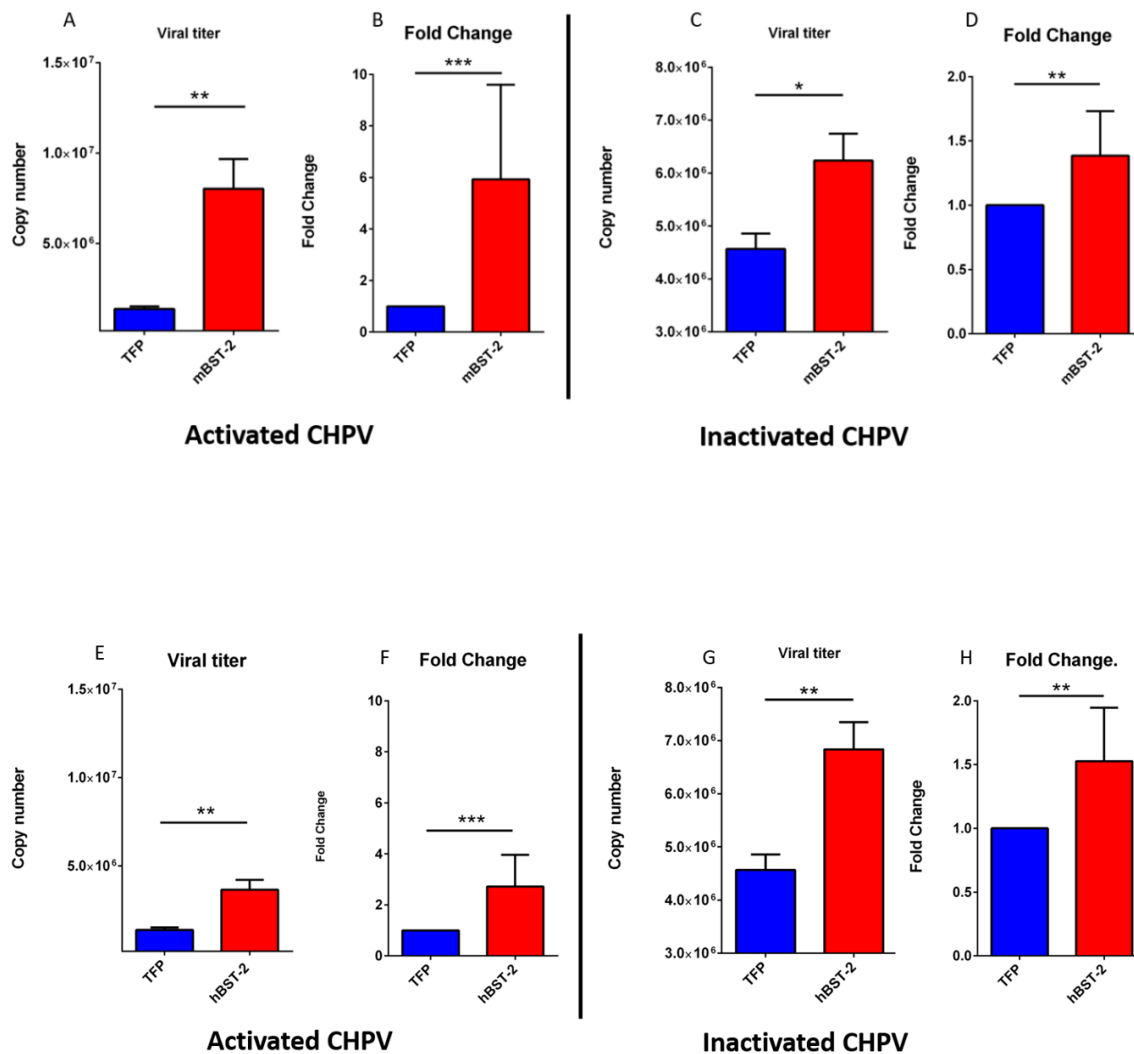 A
Viral titer
**
Copy number
1.5×10⁷
1.0×10⁷
5.0×10⁶
TFP
mBST-2
B
Fold Change
***
Fold Change
10
8
6
4
2
0
TFP
mBST-2
Activated CHPV
C
Viral titer
*
Copy number
8.0×10⁶
7.0×10⁶
6.0×10⁶
5.0×10⁶
4.0×10⁶
3.0×10⁶
TFP
mBST-2
D
Fold Change
**
Fold Change
2.0
1.5
1.0
0.5
0.0
TFP
mBST-2
Inactivated CHPV
E
Viral titer
**
Copy number
1.5×10⁷
1.0×10⁷
5.0×10⁶
TFP
hBST-2
F
Fold Change
***
Fold Change
10
8
6
4
2
0
TFP
hBST-2
Activated CHPV
G
Viral titer
**
Copy number
8.0×10⁶
7.0×10⁶
6.0×10⁶
5.0×10⁶
4.0×10⁶
3.0×10⁶
TFP
hBST-2
H
Fold Change.
**
Fold Change
2.0
1.5
1.0
0.5
0.0
TFP
hBST-2
Inactivated CHPV